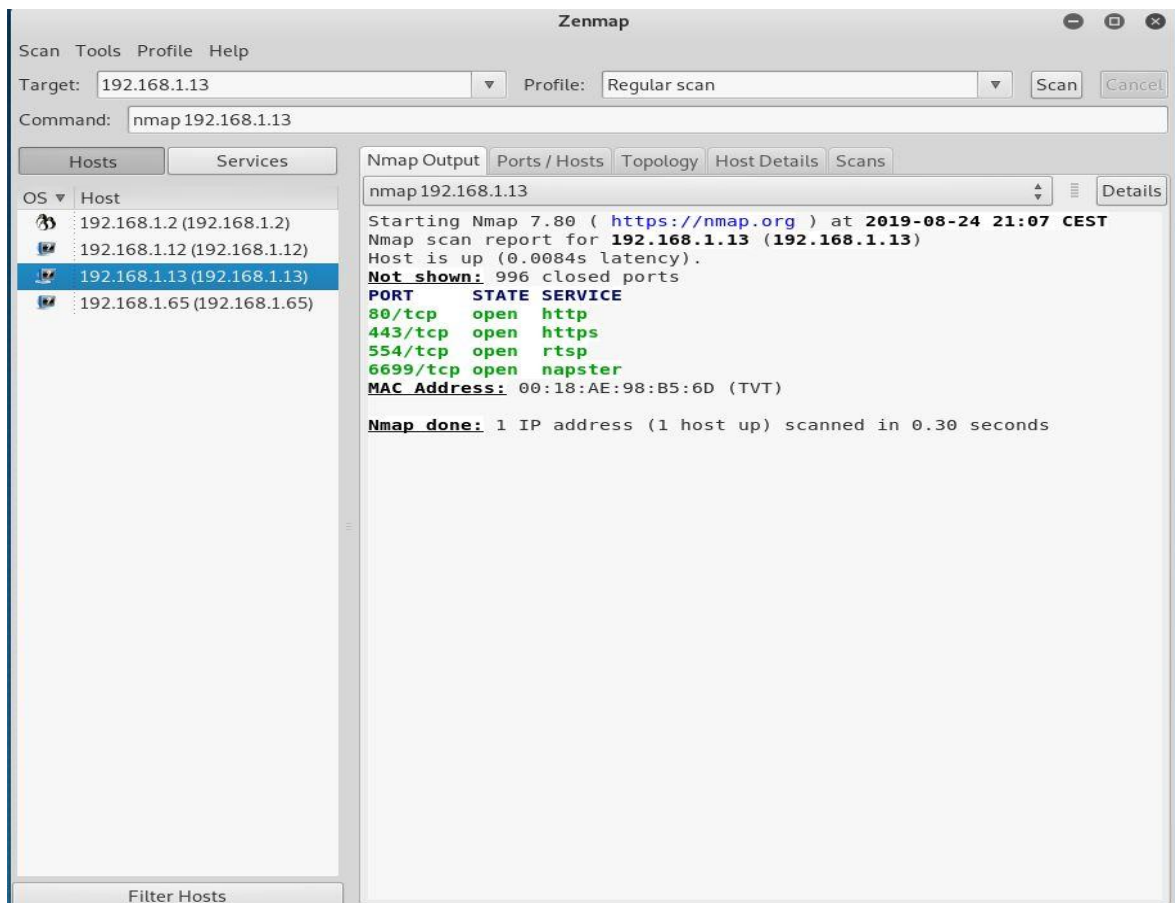 Zenmap
Scan Tools Profile Help
Target: 192.168.1.13 Profile: Regular scan Scan Cancel
Command: nmap 192.168.1.13
Hosts Services
OS Host
192.168.1.2 (192.168.1.2)
192.168.1.12 (192.168.1.12)
192.168.1.13 (192.168.1.13)
192.168.1.65 (192.168.1.65)
Filter Hosts
Nmap Output Ports / Hosts Topology Host Details Scans
nmap 192.168.1.13 Details
Starting Nmap 7.80 ( https://nmap.org ) at 2019-08-24 21:07 CEST
Nmap scan report for 192.168.1.13 (192.168.1.13)
Host is up (0.0084s latency).
Not shown: 996 closed ports
PORT STATE SERVICE
80/tcp open http
443/tcp open https
554/tcp open rtsp
6699/tcp open napster
MAC Address: 00:18:AE:98:B5:6D (TVT)
Nmap done: 1 IP address (1 host up) scanned in 0.30 seconds